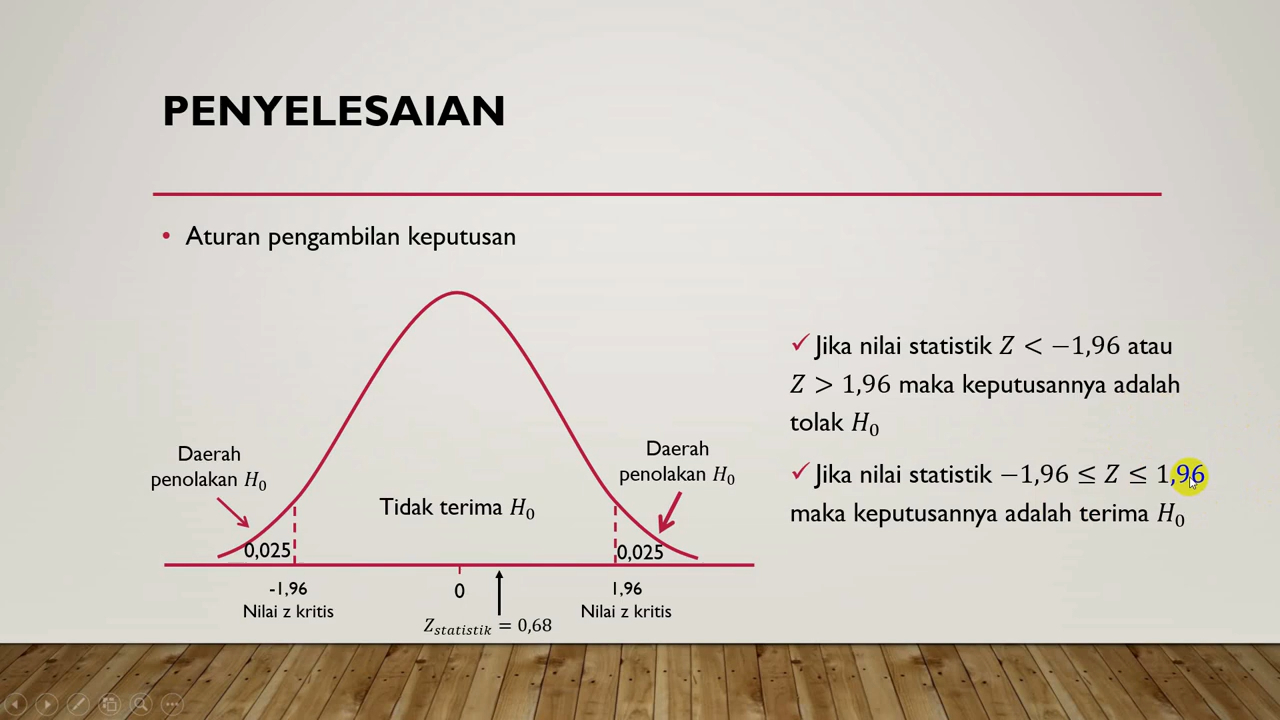 PENYELESAIAN
• Aturan pengambilan keputusan
Daerah
penolakan H₀
Tidak terima H₀
Daerah
penolakan H₀
0,025
0,025
-1,96
Nilai z kritis
0
1,96
Nilai z kritis
Z_statistik = 0,68
✓ Jika nilai statistik Z < −1,96 atau
Z > 1,96 maka keputusannya adalah
tolak H₀
✓ Jika nilai statistik −1,96 ≤ Z ≤ 1,96
maka keputusannya adalah terima H₀